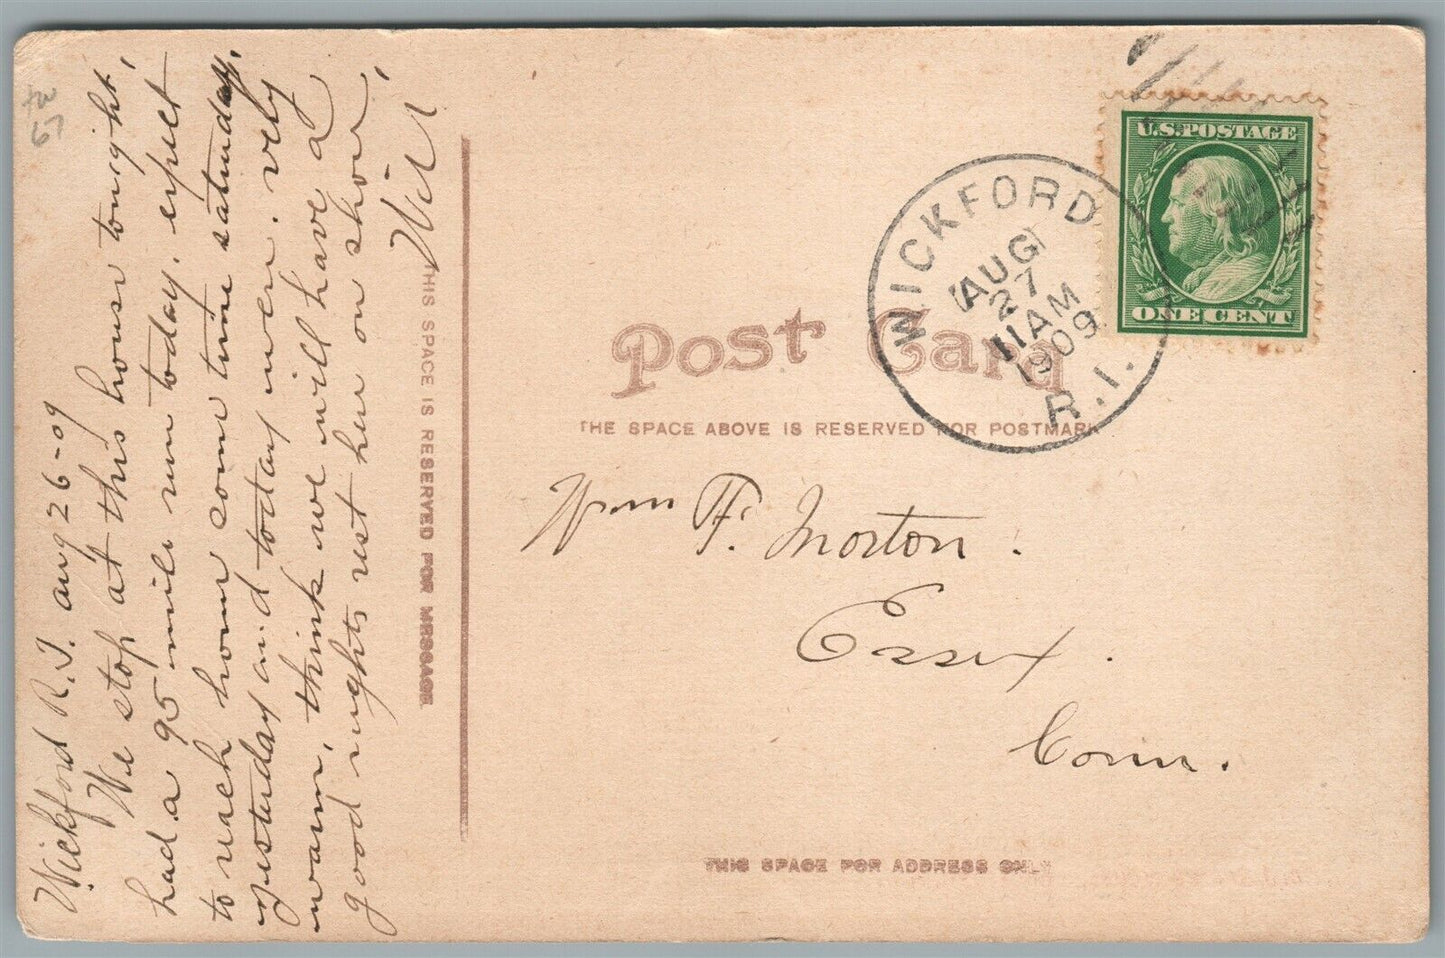 Wickford R.I. aug 26-09
We stop at this house tonight,
had a 95 mile run today. expect
to reach home some time saturday.
yesterday and today were very
warm, think we will have a
good nights rest here on shore,
Will
THIS SPACE IS RESERVED FOR MESSAGE
U.S. POSTAGE
ONE CENT
WICKFORD
AUG
27
11 AM
1909
R.I.
Post Card
THE SPACE ABOVE IS RESERVED FOR POSTMARK
Wm F. Morton.
Essex.
Conn.
THIS SPACE FOR ADDRESS ONLY
67